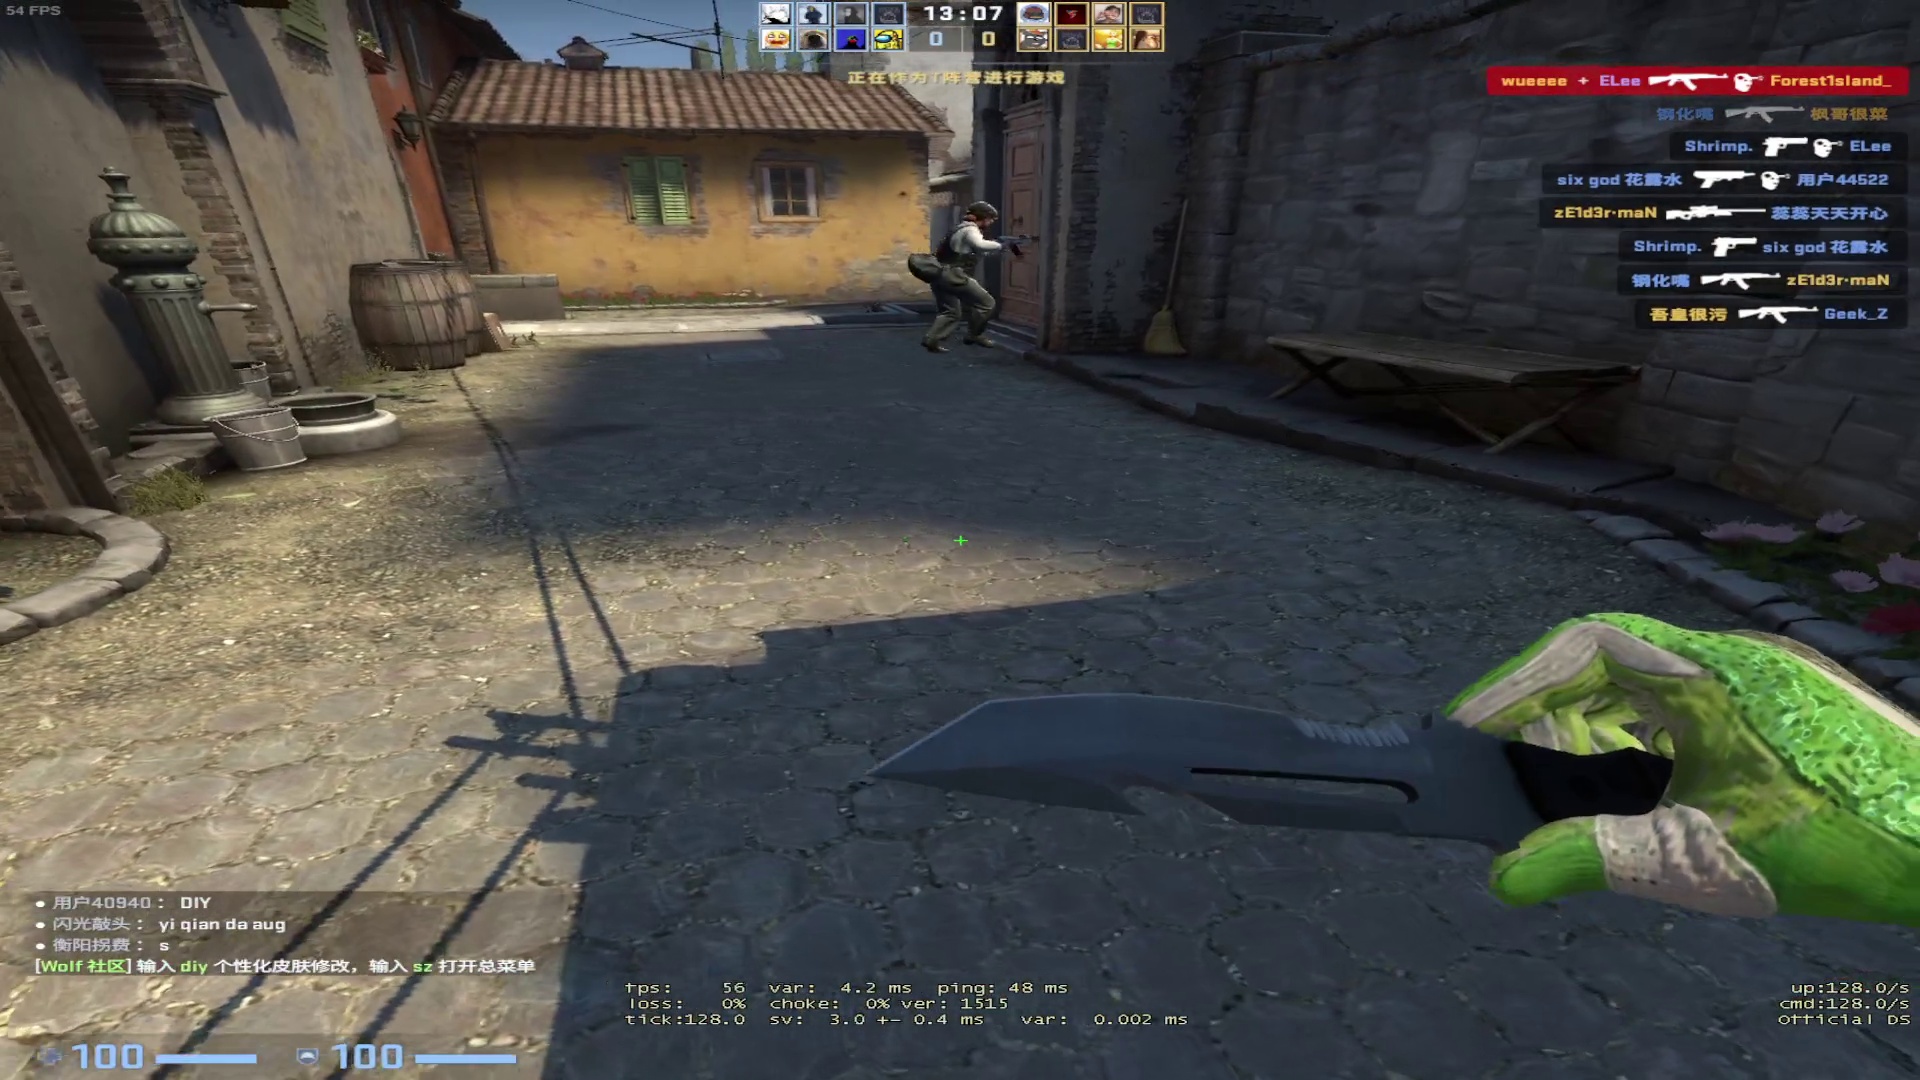 54 FPS
13:07
0 0
正在作为T阵营进行游戏
wueeee + ELee Forest1sland_
钢化嘴 枫哥很菜
Shrimp. ELee
six god 花露水 用户44522
zE1d3r·maN 蕊蕊天天开心
Shrimp. six god 花露水
钢化嘴 zE1d3r·maN
吾皇很污 Geek_Z
用户40940： DIY
闪光敲头： yi qian da aug
衡阳拐费： s
[Wolf 社区] 输入 diy 个性化皮肤修改，输入 sz 打开总菜单
fps: 56 var: 4.2 ms ping: 48 ms
loss: 0% choke: 0% ver: 1515
tick:128.0 sv: 3.0 +- 0.4 ms var: 0.002 ms
up:128.0/s
cmd:128.0/s
Official DS
100 100